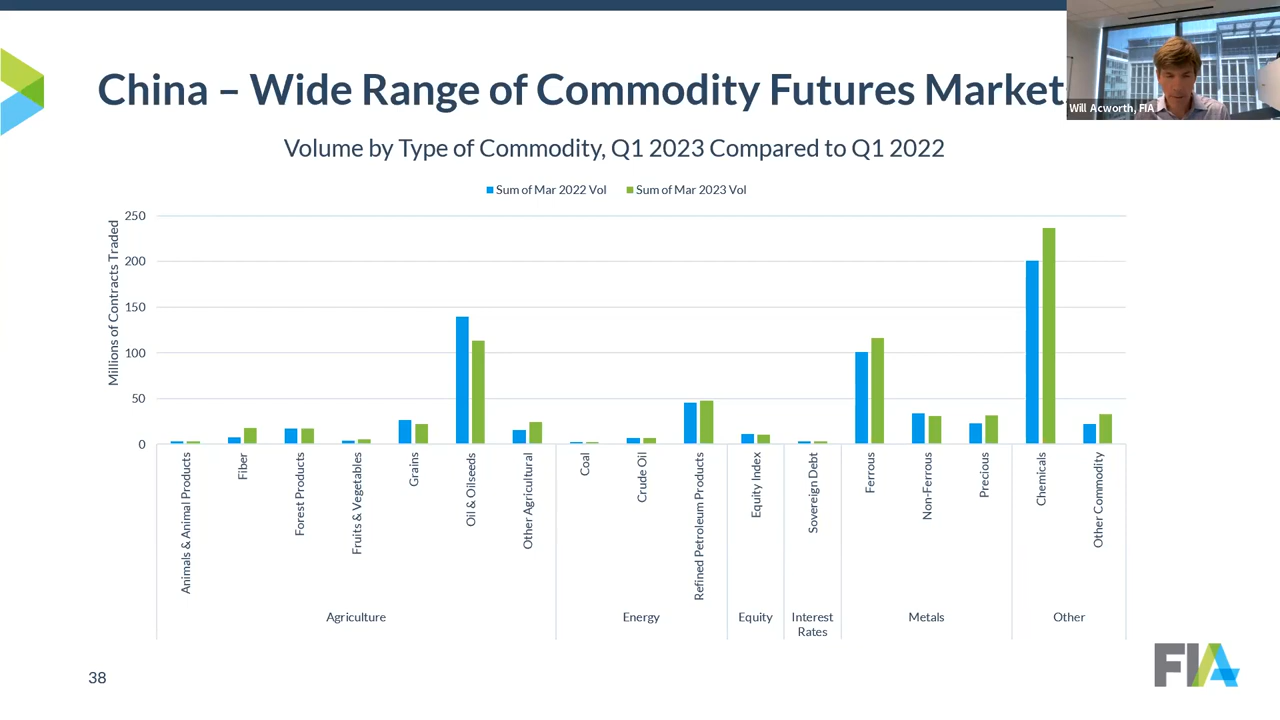 China – Wide Range of Commodity Futures Market
Will Acworth, FIA
Volume by Type of Commodity, Q1 2023 Compared to Q1 2022
Sum of Mar 2022 Vol
Sum of Mar 2023 Vol
Millions of Contracts Traded
250
200
150
100
50
0
Animals & Animal Products
Fiber
Forest Products
Fruits & Vegetables
Grains
Oil & Oilseeds
Other Agricultural
Coal
Crude Oil
Refined Petroleum Products
Equity Index
Sovereign Debt
Ferrous
Non-Ferrous
Precious
Chemicals
Other Commodity
Agriculture
Energy
Equity
Interest
Rates
Metals
Other
38
FIA